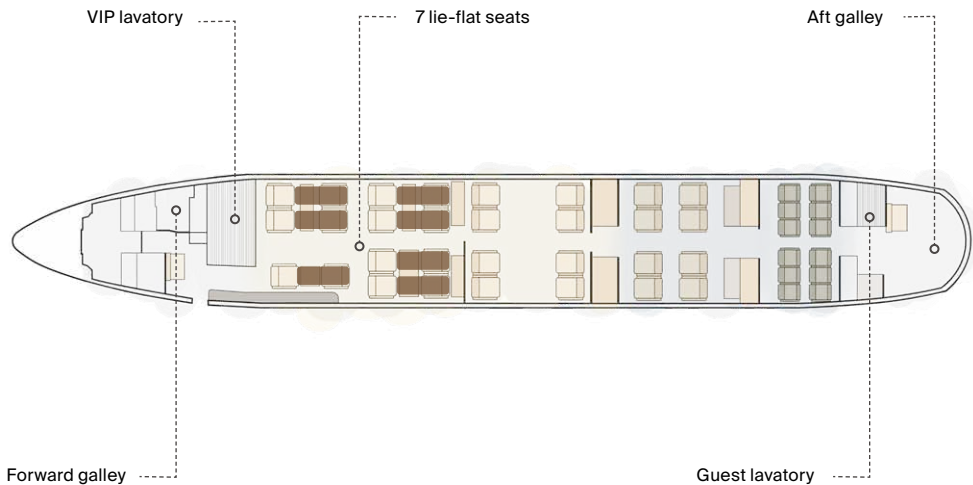 VIP lavatory
7 lie-flat seats
Aft galley
Forward galley
Guest lavatory